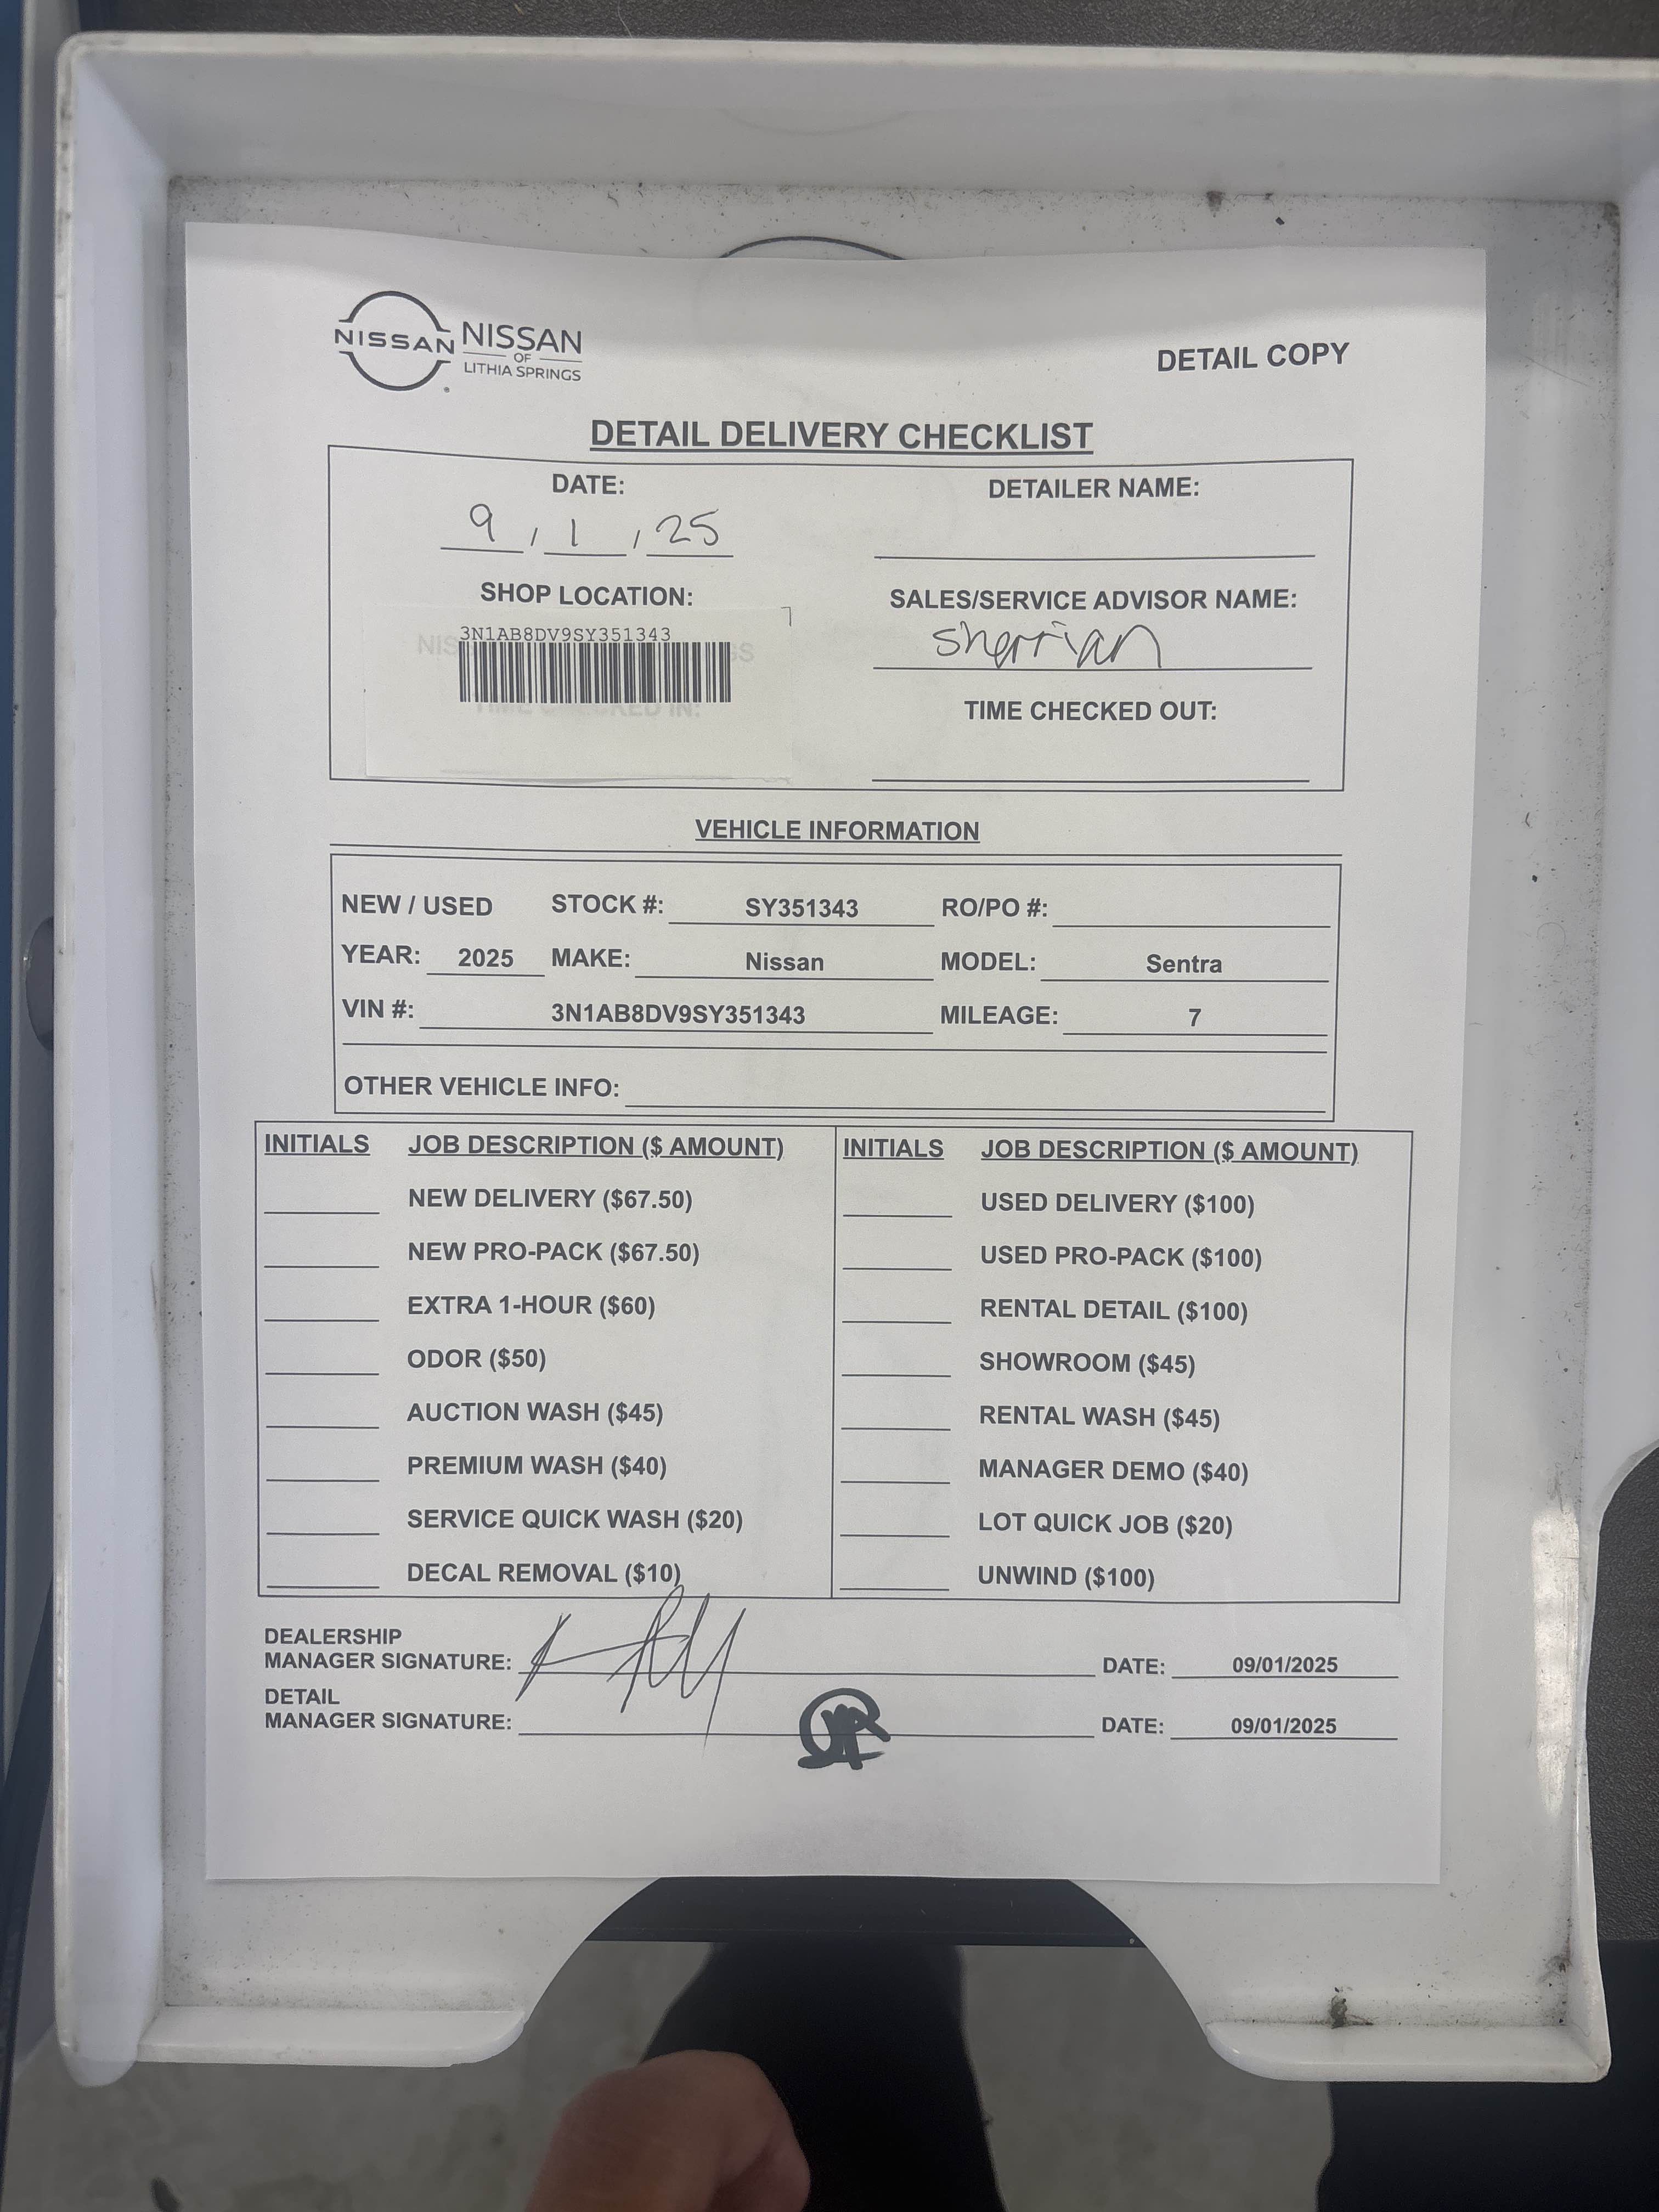 NISSAN
NISSAN
OF
LITHIA SPRINGS
DETAIL COPY
DETAIL DELIVERY CHECKLIST
DATE:
9 / 1 / 25
DETAILER NAME:
SHOP LOCATION:
3N1AB8DV9SY351343
TIME CHECKED IN:
SALES/SERVICE ADVISOR NAME:
sherrian
TIME CHECKED OUT:
VEHICLE INFORMATION
NEW / USED STOCK #: SY351343 RO/PO #:
YEAR: 2025 MAKE: Nissan MODEL: Sentra
VIN #: 3N1AB8DV9SY351343 MILEAGE: 7
OTHER VEHICLE INFO:
INITIALS JOB DESCRIPTION ($ AMOUNT) INITIALS JOB DESCRIPTION ($ AMOUNT)
NEW DELIVERY ($67.50) USED DELIVERY ($100)
NEW PRO-PACK ($67.50) USED PRO-PACK ($100)
EXTRA 1-HOUR ($60) RENTAL DETAIL ($100)
ODOR ($50) SHOWROOM ($45)
AUCTION WASH ($45) RENTAL WASH ($45)
PREMIUM WASH ($40) MANAGER DEMO ($40)
SERVICE QUICK WASH ($20) LOT QUICK JOB ($20)
DECAL REMOVAL ($10) UNWIND ($100)
DEALERSHIP
MANAGER SIGNATURE: DATE: 09/01/2025
DETAIL
MANAGER SIGNATURE: DATE: 09/01/2025